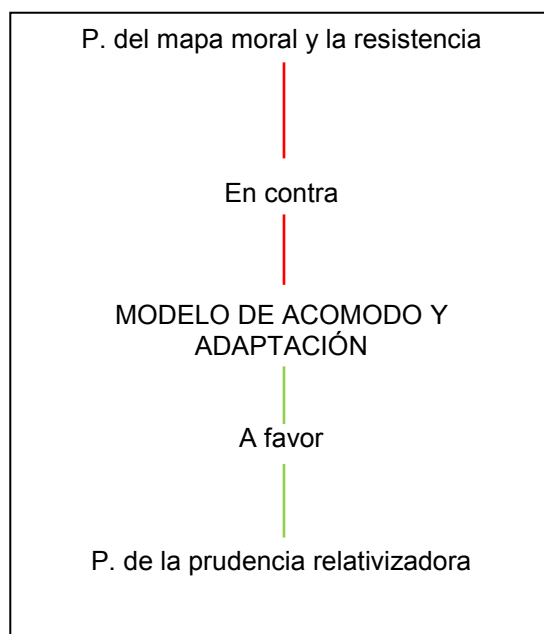 P. del mapa moral y la resistencia
En contra
MODELO DE ACOMODO Y
ADAPTACIÓN
A favor
P. de la prudencia relativizadora